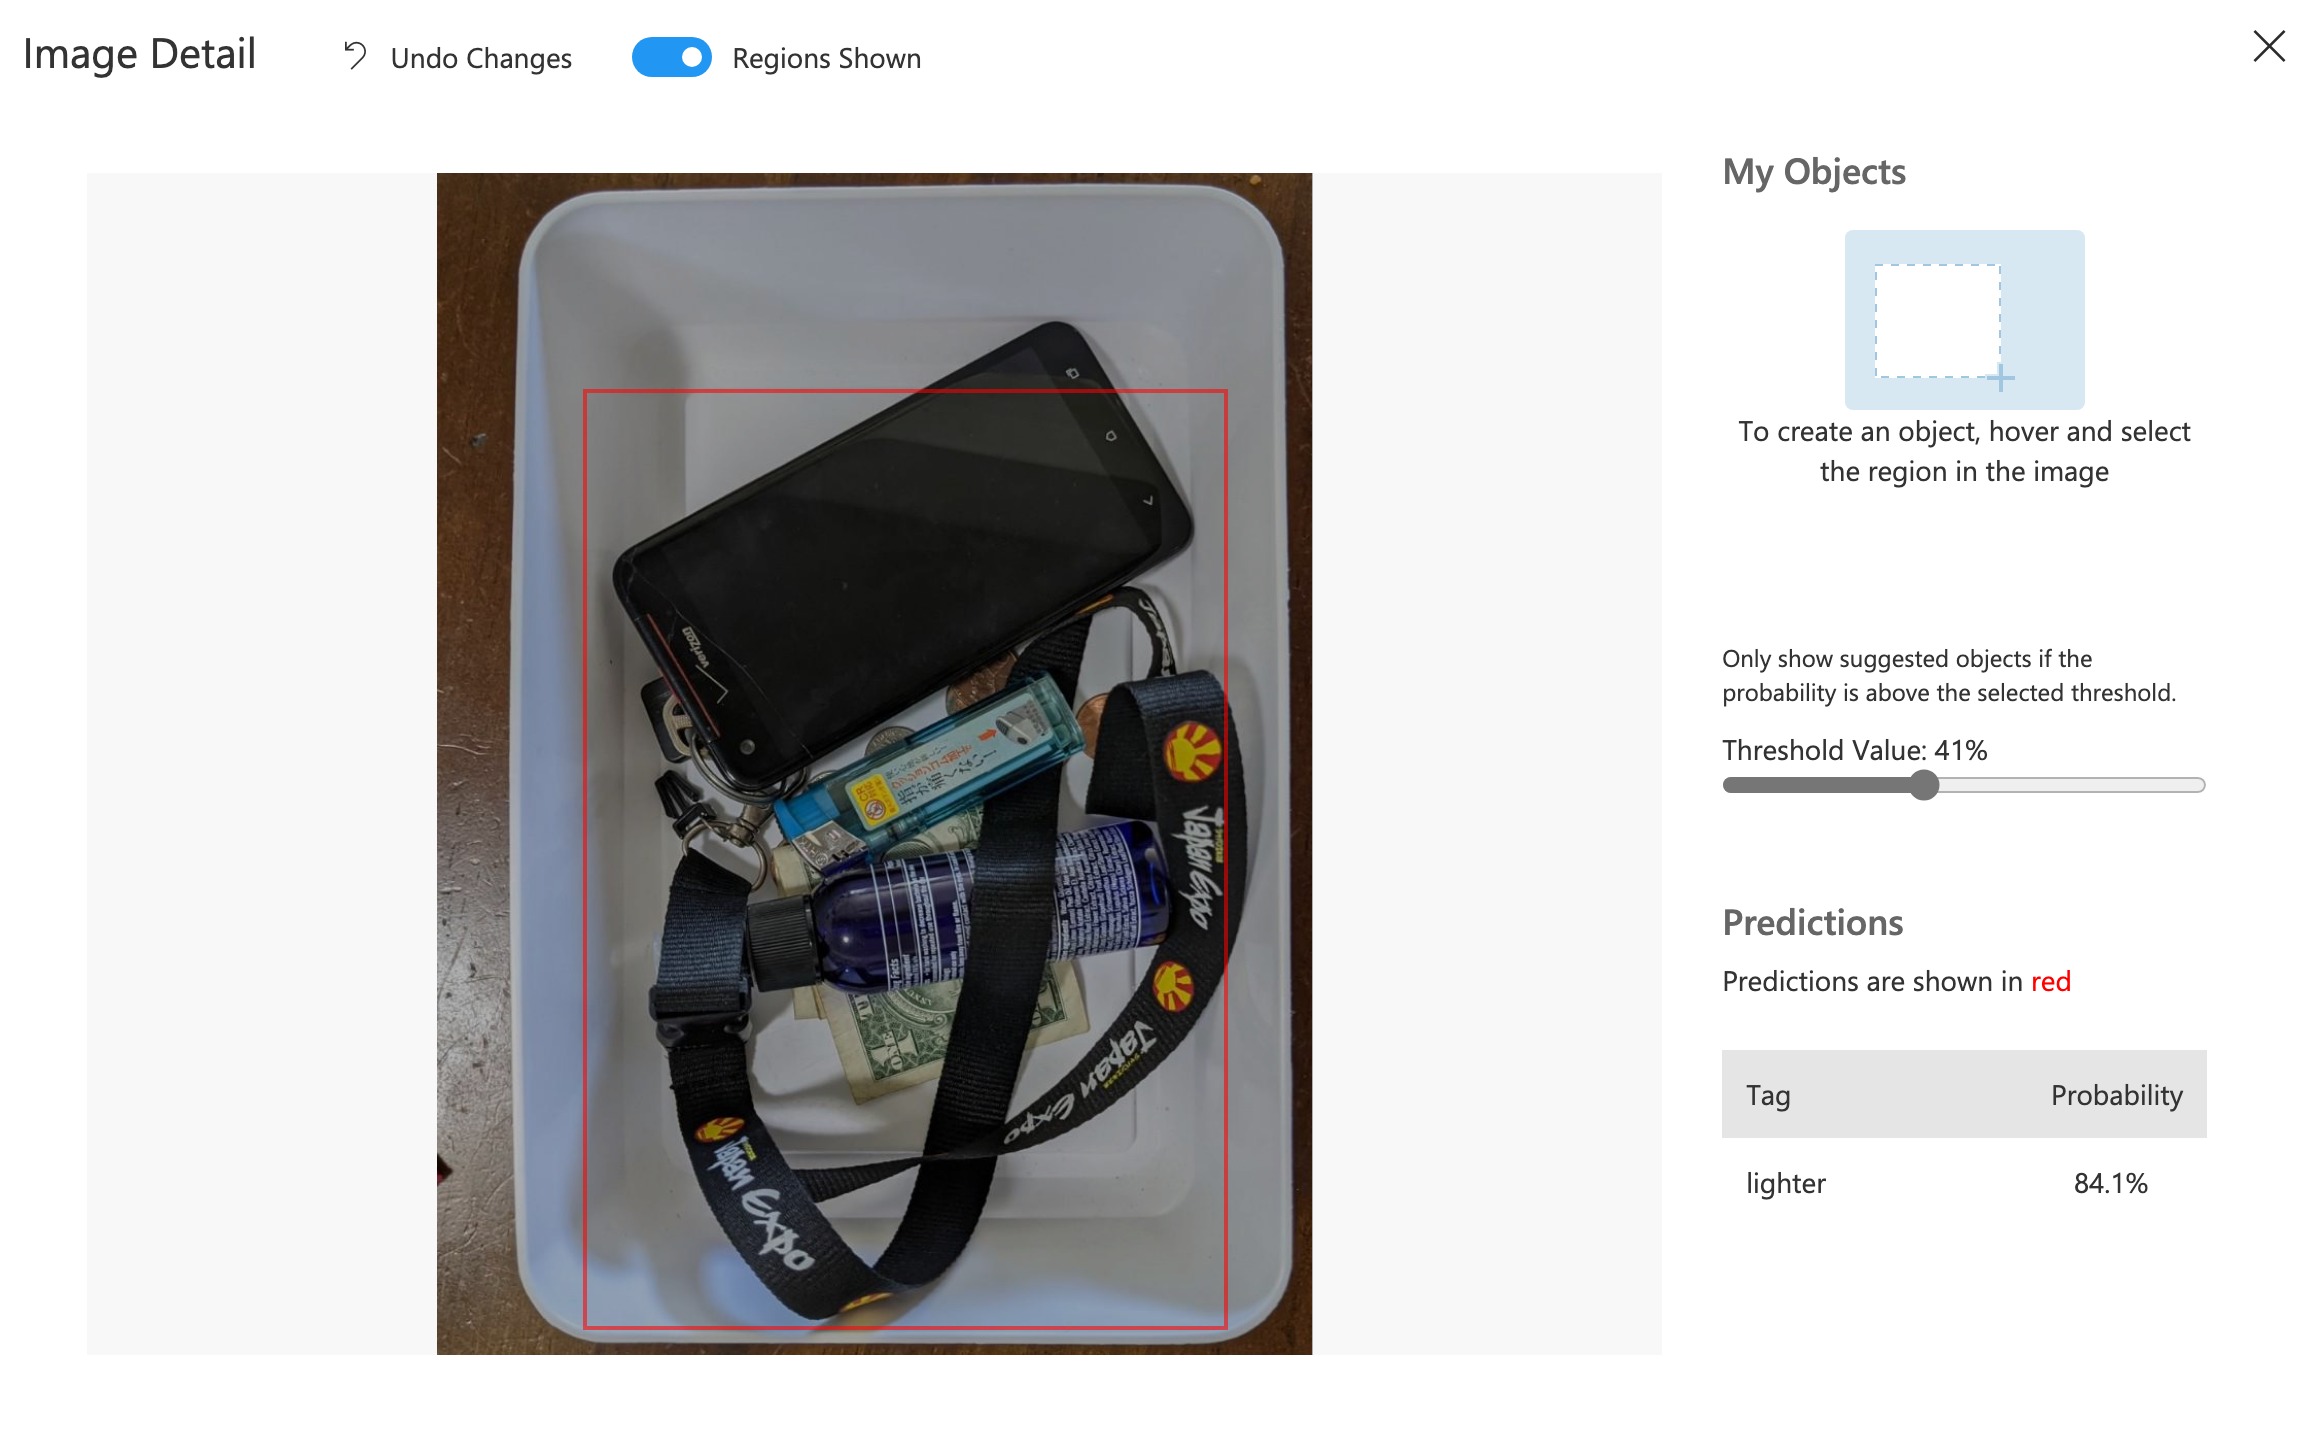 Image Detail
Undo Changes
Regions Shown
My Objects
To create an object, hover and select
the region in the image
Only show suggested objects if the
probability is above the selected threshold.
Threshold Value: 41%
Predictions
Predictions are shown in red
Tag
Probability
lighter
84.1%
verizon
CR
Japan Expo
Japan Expo
Japan Expo
ONE